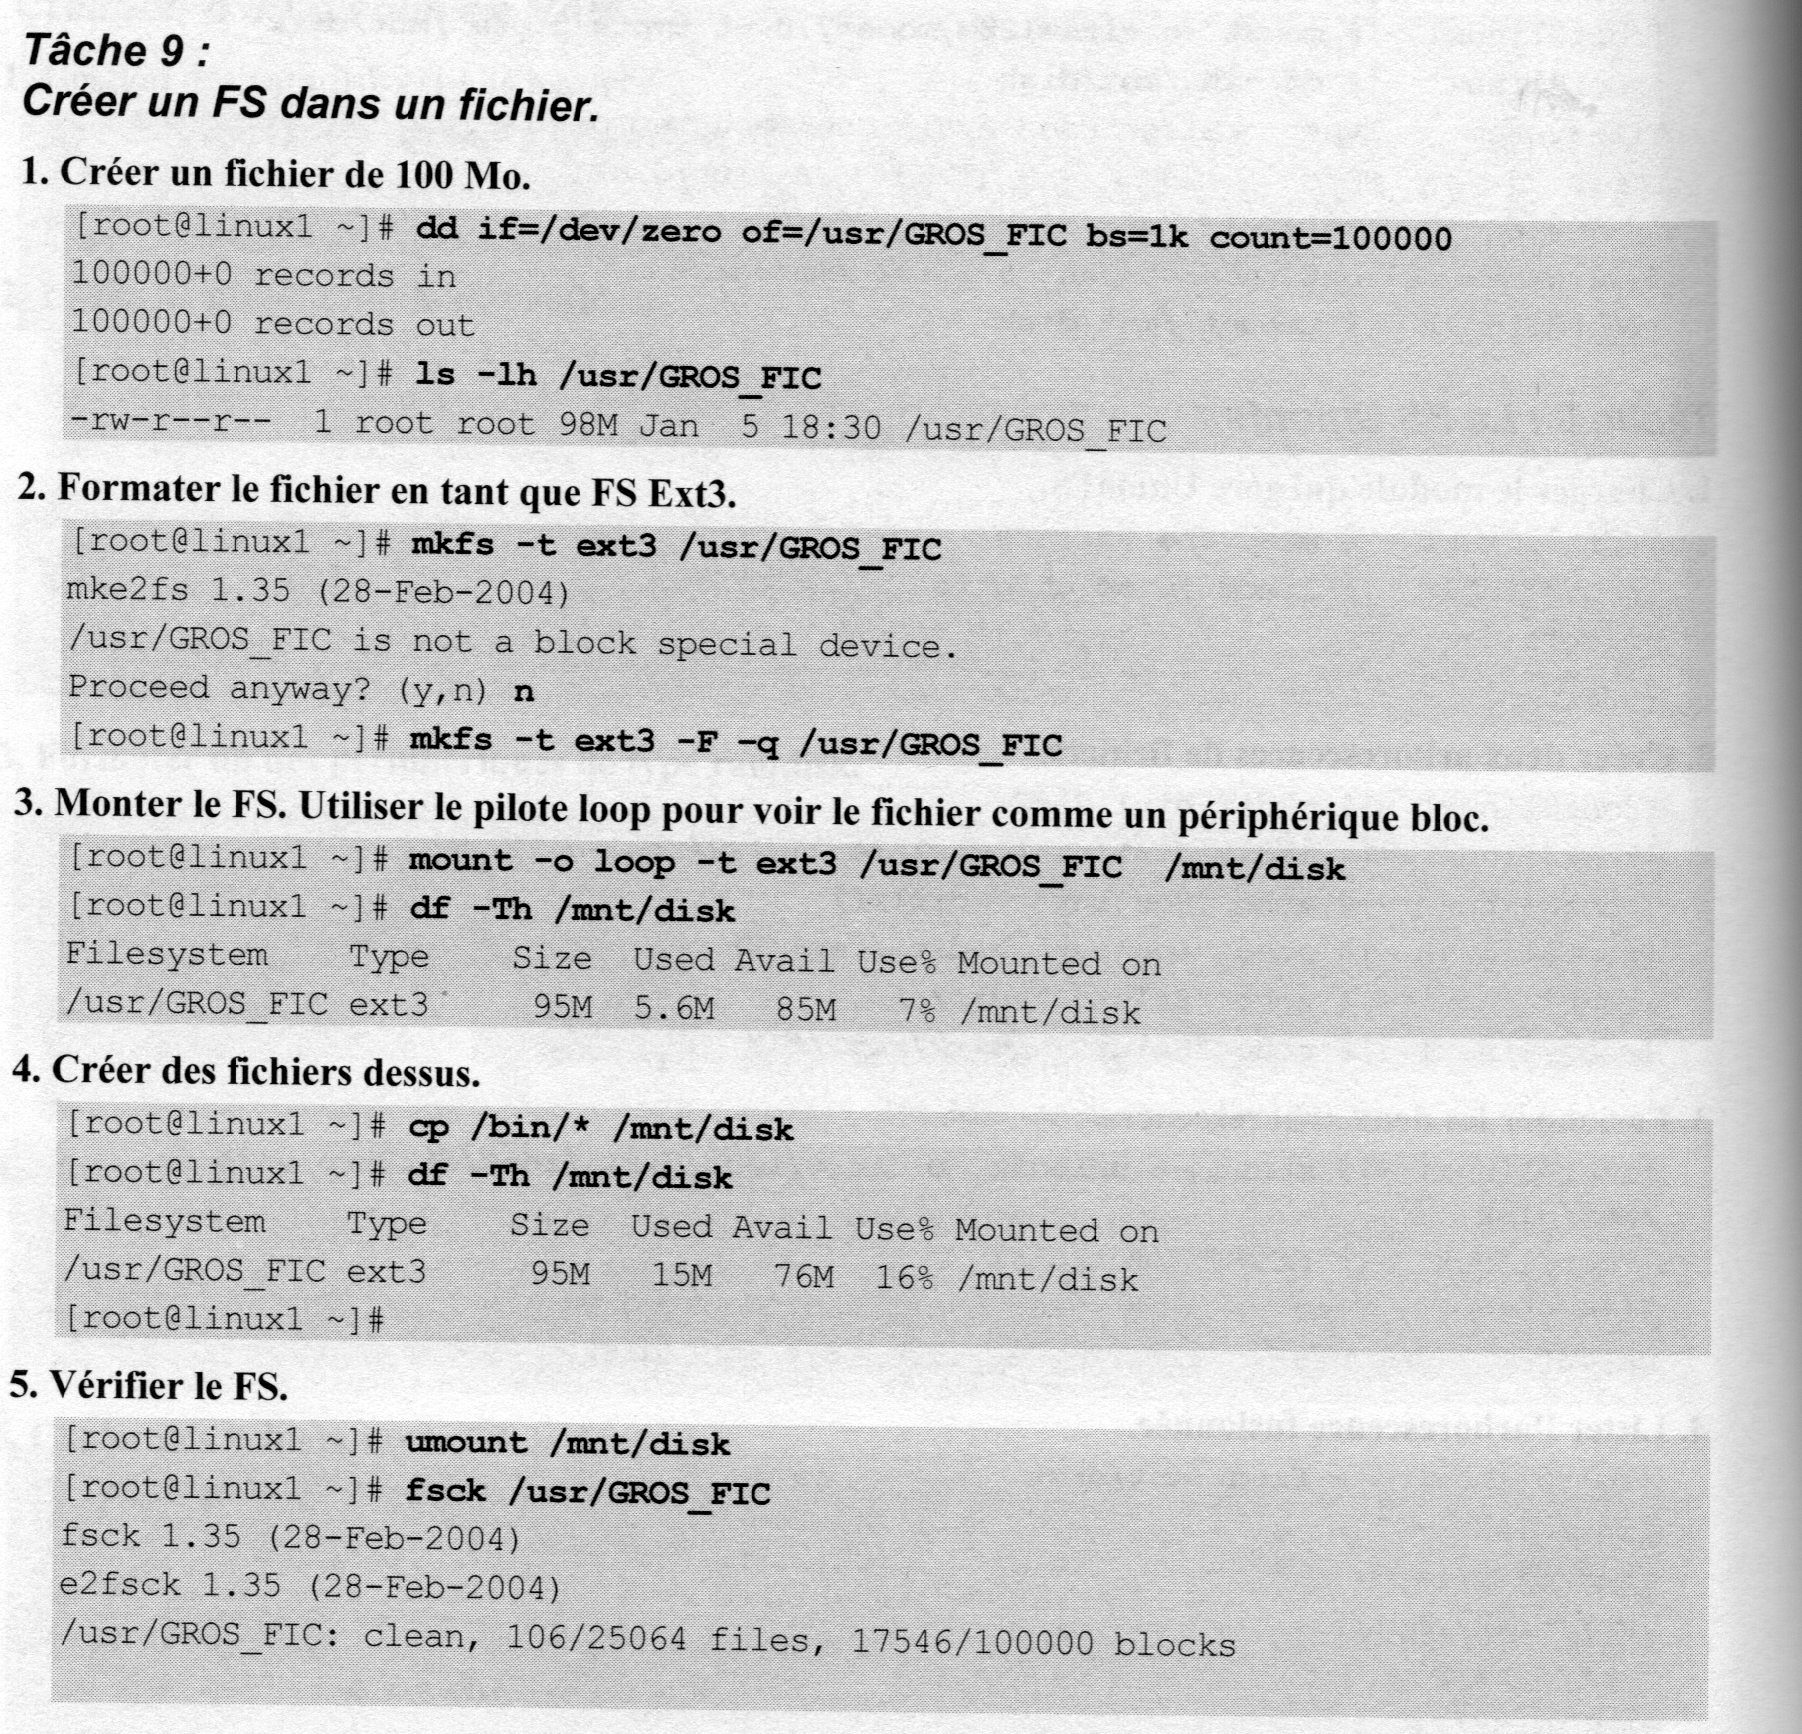 Tâche 9 :
Créer un FS dans un fichier.
1. Créer un fichier de 100 Mo.
[root@linux1 ~]# dd if=/dev/zero of=/usr/GROS_FIC bs=1k count=100000
100000+0 records in
100000+0 records out
[root@linux1 ~]# ls -lh /usr/GROS_FIC
-rw-r--r--  1 root root 98M Jan  5 18:30 /usr/GROS_FIC
2. Formater le fichier en tant que FS Ext3.
[root@linux1 ~]# mkfs -t ext3 /usr/GROS_FIC
mke2fs 1.35 (28-Feb-2004)
/usr/GROS_FIC is not a block special device.
Proceed anyway? (y,n) n
[root@linux1 ~]# mkfs -t ext3 -F -q /usr/GROS_FIC
3. Monter le FS. Utiliser le pilote loop pour voir le fichier comme un périphérique bloc.
[root@linux1 ~]# mount -o loop -t ext3 /usr/GROS_FIC  /mnt/disk
[root@linux1 ~]# df -Th /mnt/disk
Filesystem    Type    Size  Used Avail Use% Mounted on
/usr/GROS_FIC ext3     95M  5.6M   85M   7% /mnt/disk
4. Créer des fichiers dessus.
[root@linux1 ~]# cp /bin/* /mnt/disk
[root@linux1 ~]# df -Th /mnt/disk
Filesystem    Type    Size  Used Avail Use% Mounted on
/usr/GROS_FIC ext3     95M   15M   76M  16% /mnt/disk
[root@linux1 ~]#
5. Vérifier le FS.
[root@linux1 ~]# umount /mnt/disk
[root@linux1 ~]# fsck /usr/GROS_FIC
fsck 1.35 (28-Feb-2004)
e2fsck 1.35 (28-Feb-2004)
/usr/GROS_FIC: clean, 106/25064 files, 17546/100000 blocks